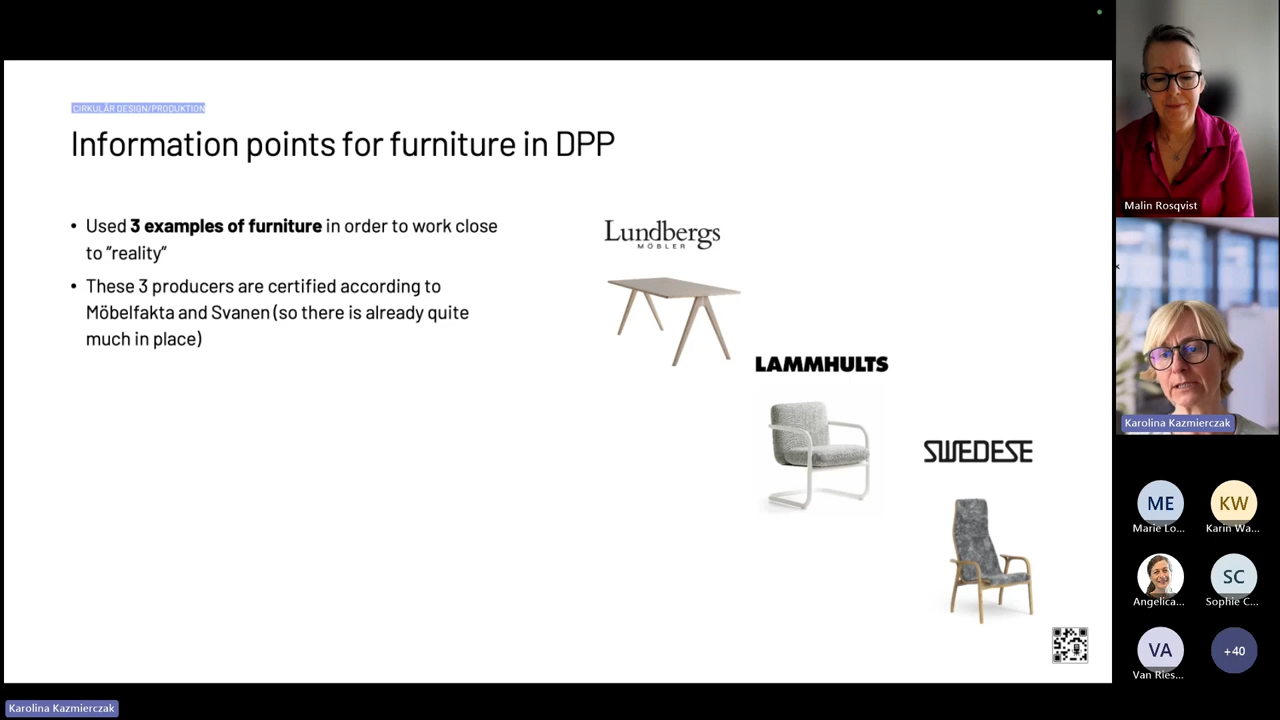 CIRKULÄR DESIGN/PRODUKTION
Information points for furniture in DPP
• Used 3 examples of furniture in order to work close
to ”reality”
• These 3 producers are certified according to
Möbelfakta and Svanen (so there is already quite
much in place)
Lundbergs
MÖBLER
LAMMHULTS
SWEDESE
Malin Rosqvist
Karolina Kazmierczak
ME
KW
Marie Lo...
Karin Wa...
SC
Angelica...
Sophie C...
VA
+40
Van Ries...
Karolina Kazmierczak